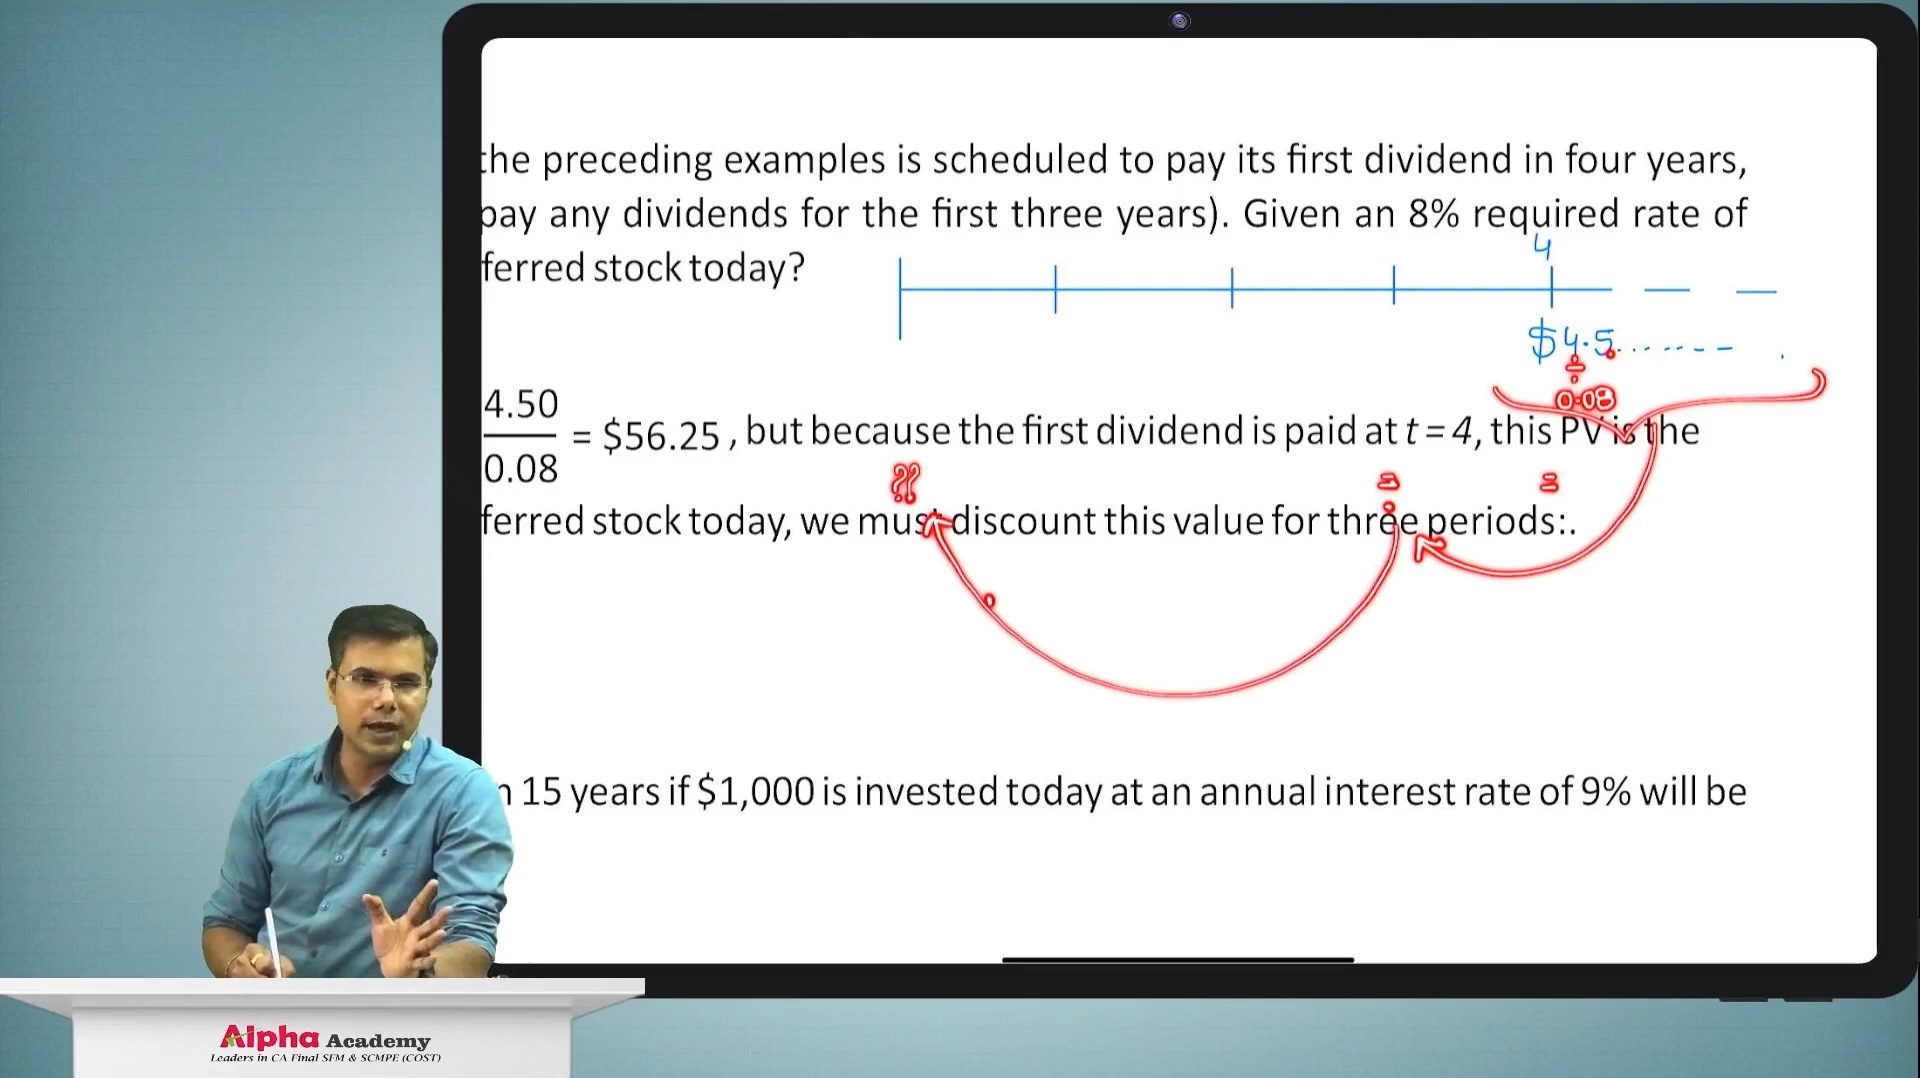 the preceding examples is scheduled to pay its first dividend in four years,
pay any dividends for the first three years). Given an 8% required rate of
4
ferred stock today?
$4.5
÷
0.08
4.50
= $56.25 , but because the first dividend is paid at t = 4, this PV is the
0.08
??
ferred stock today, we must discount this value for three periods:.
15 years if $1,000 is invested today at an annual interest rate of 9% will be
Alpha Academy
Leaders in CA Final SFM & SCMPE (COST)